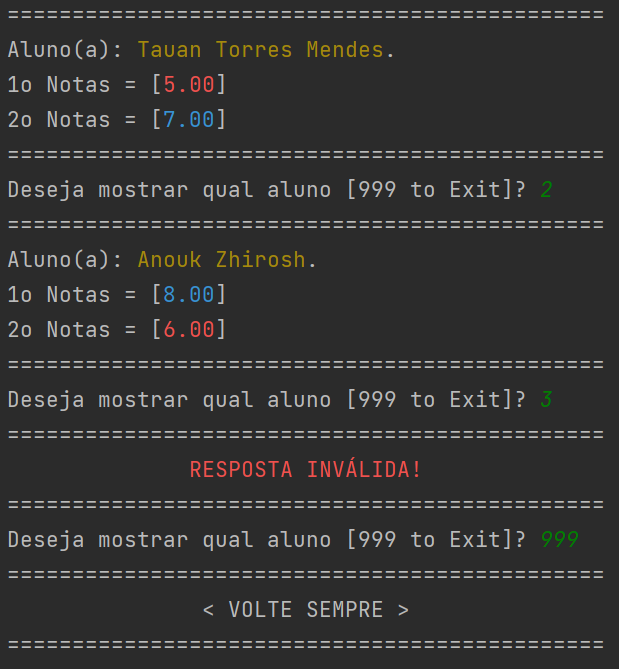 ==============================================
Aluno(a): Tauan Torres Mendes.
1o Notas = [5.00]
2o Notas = [7.00]
==============================================
Deseja mostrar qual aluno [999 to Exit]? 2
==============================================
Aluno(a): Anouk Zhirosh.
1o Notas = [8.00]
2o Notas = [6.00]
==============================================
Deseja mostrar qual aluno [999 to Exit]? 3
==============================================
RESPOSTA INVÁLIDA!
==============================================
Deseja mostrar qual aluno [999 to Exit]? 999
==============================================
< VOLTE SEMPRE >
==============================================